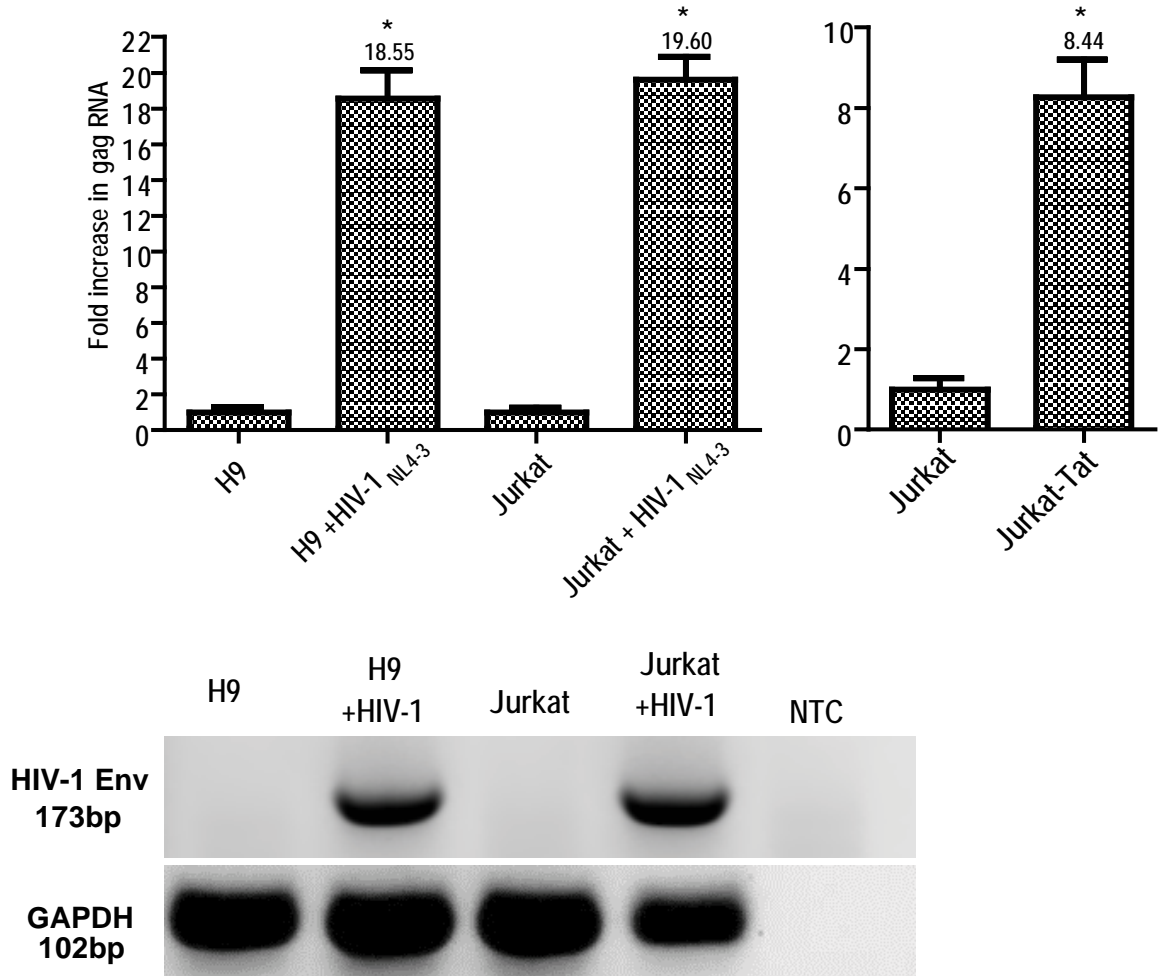 *
18.55
*
19.60
22
20
18
16
14
12
10
8
6
4
2
0
Fold increase in gag RNA
H9
H9 +HIV-1 NL4-3
Jurkat
Jurkat + HIV-1 NL4-3
*
8.44
10
8
6
4
2
0
Jurkat
Jurkat-Tat
H9
H9
+HIV-1
Jurkat
Jurkat
+HIV-1
NTC
HIV-1 Env
173bp
GAPDH
102bp